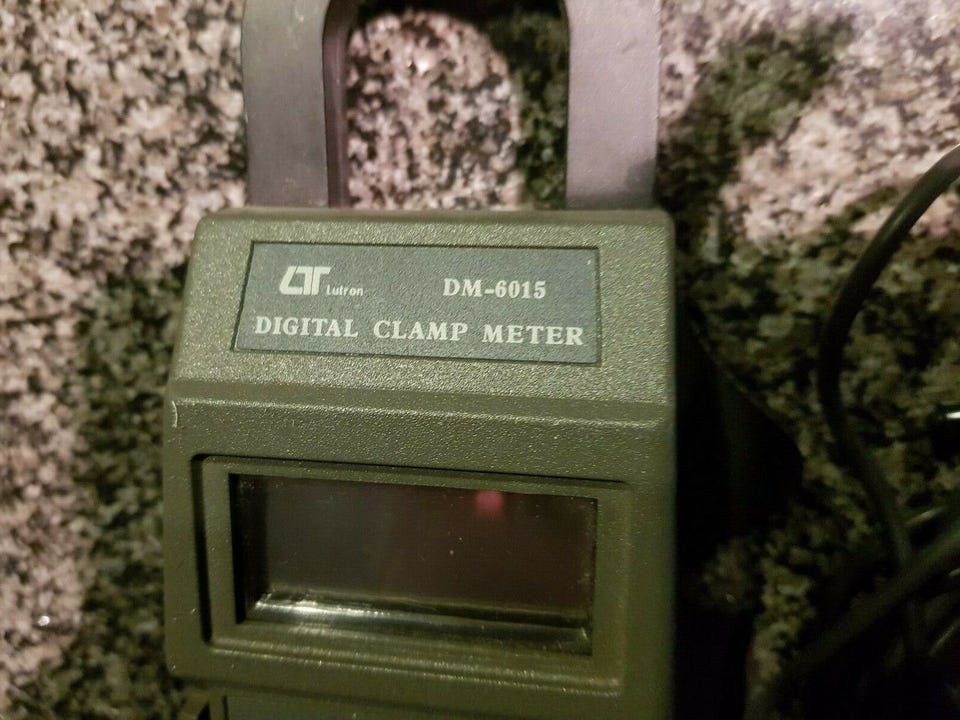 LT Lutron DM-6015
DIGITAL CLAMP METER